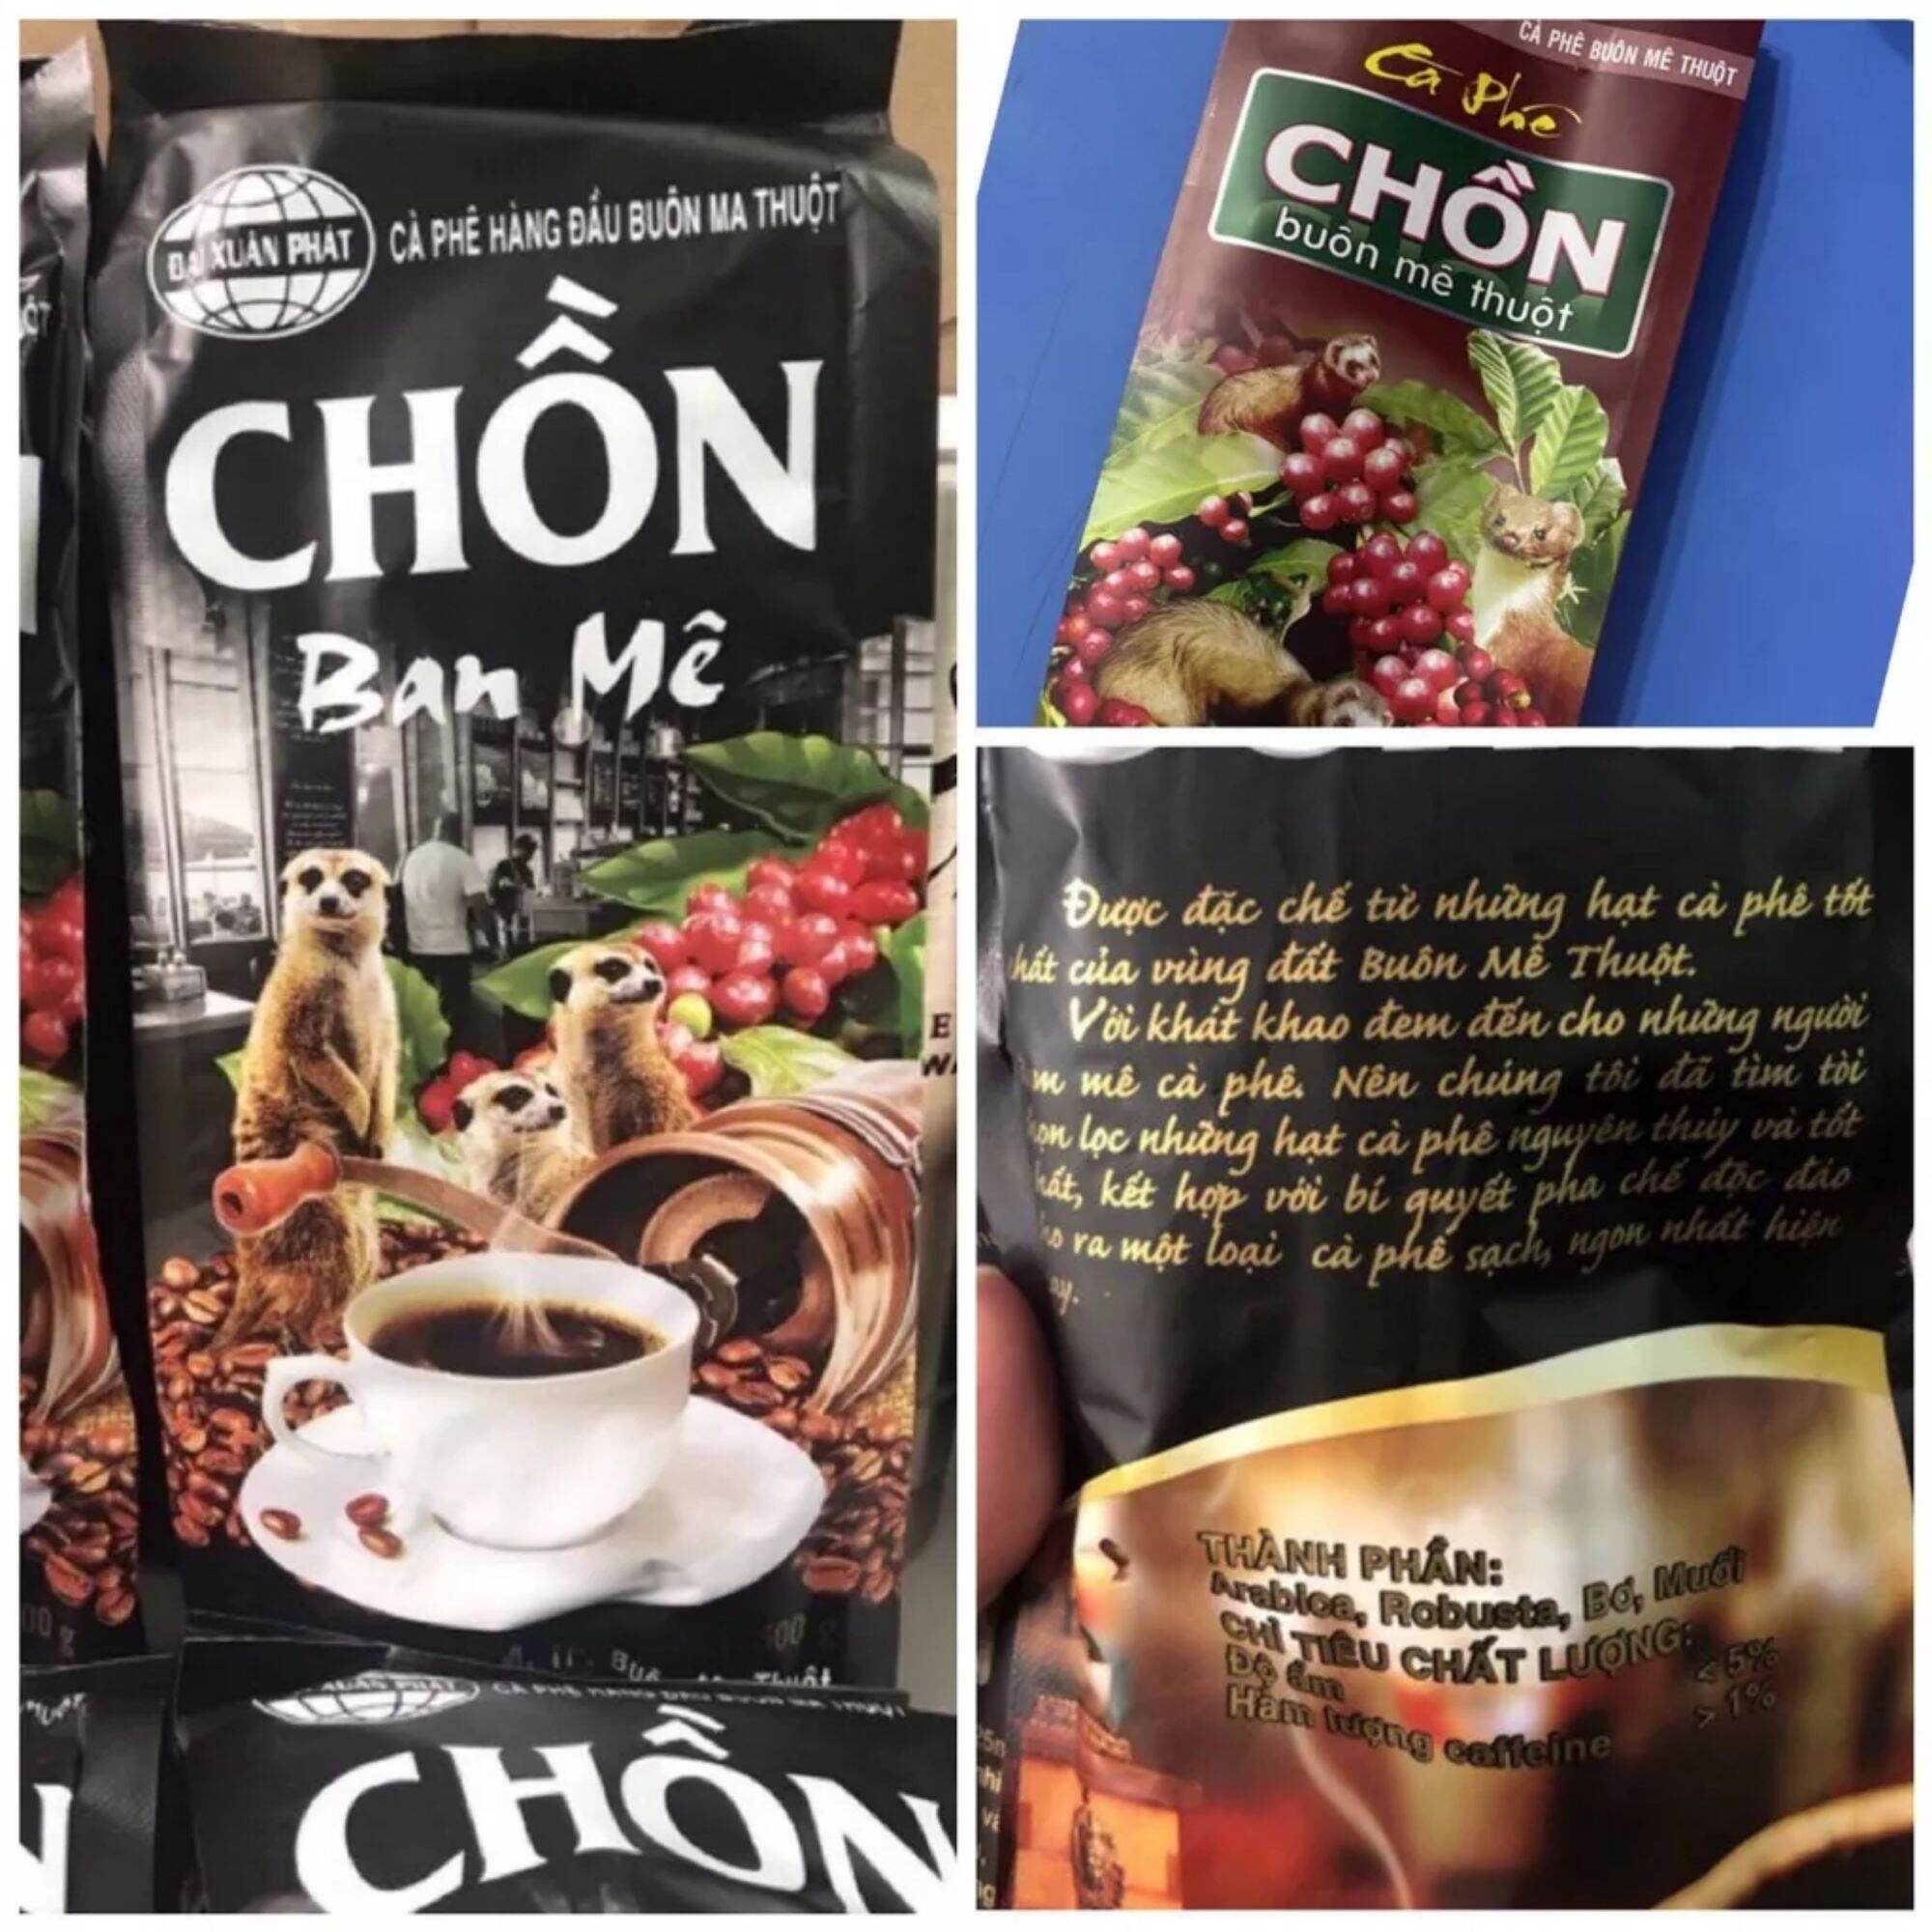 ĐẠI XUÂN PHÁT
CÀ PHÊ HÀNG ĐẦU BUÔN MA THUỘT
CHỒN
Ban Mê
Thuật
CHỒN
CÀ PHÊ BUÔN MÊ THUỘT
Cà Phê
CHỒN
buôn mê thuột
Được đặc chế từ những hạt cà phê tốt
của vùng đất Buôn Mê Thuột.
Với khát khao đem đến cho những người
mê cà phê. Nên chúng tôi đã tìm tòi
lọc những hạt cà phê nguyên thủy và tốt
kết hợp với bí quyết pha chế độc đáo
ra một loại cà phê sạch, ngon nhất hiện
THÀNH PHẦN:
Arabica, Robusta, Bơ, Muối
CHỈ TIÊU CHẤT LƯỢNG:
Độ ẩm < 5%
Hàm lượng caffeine > 1%